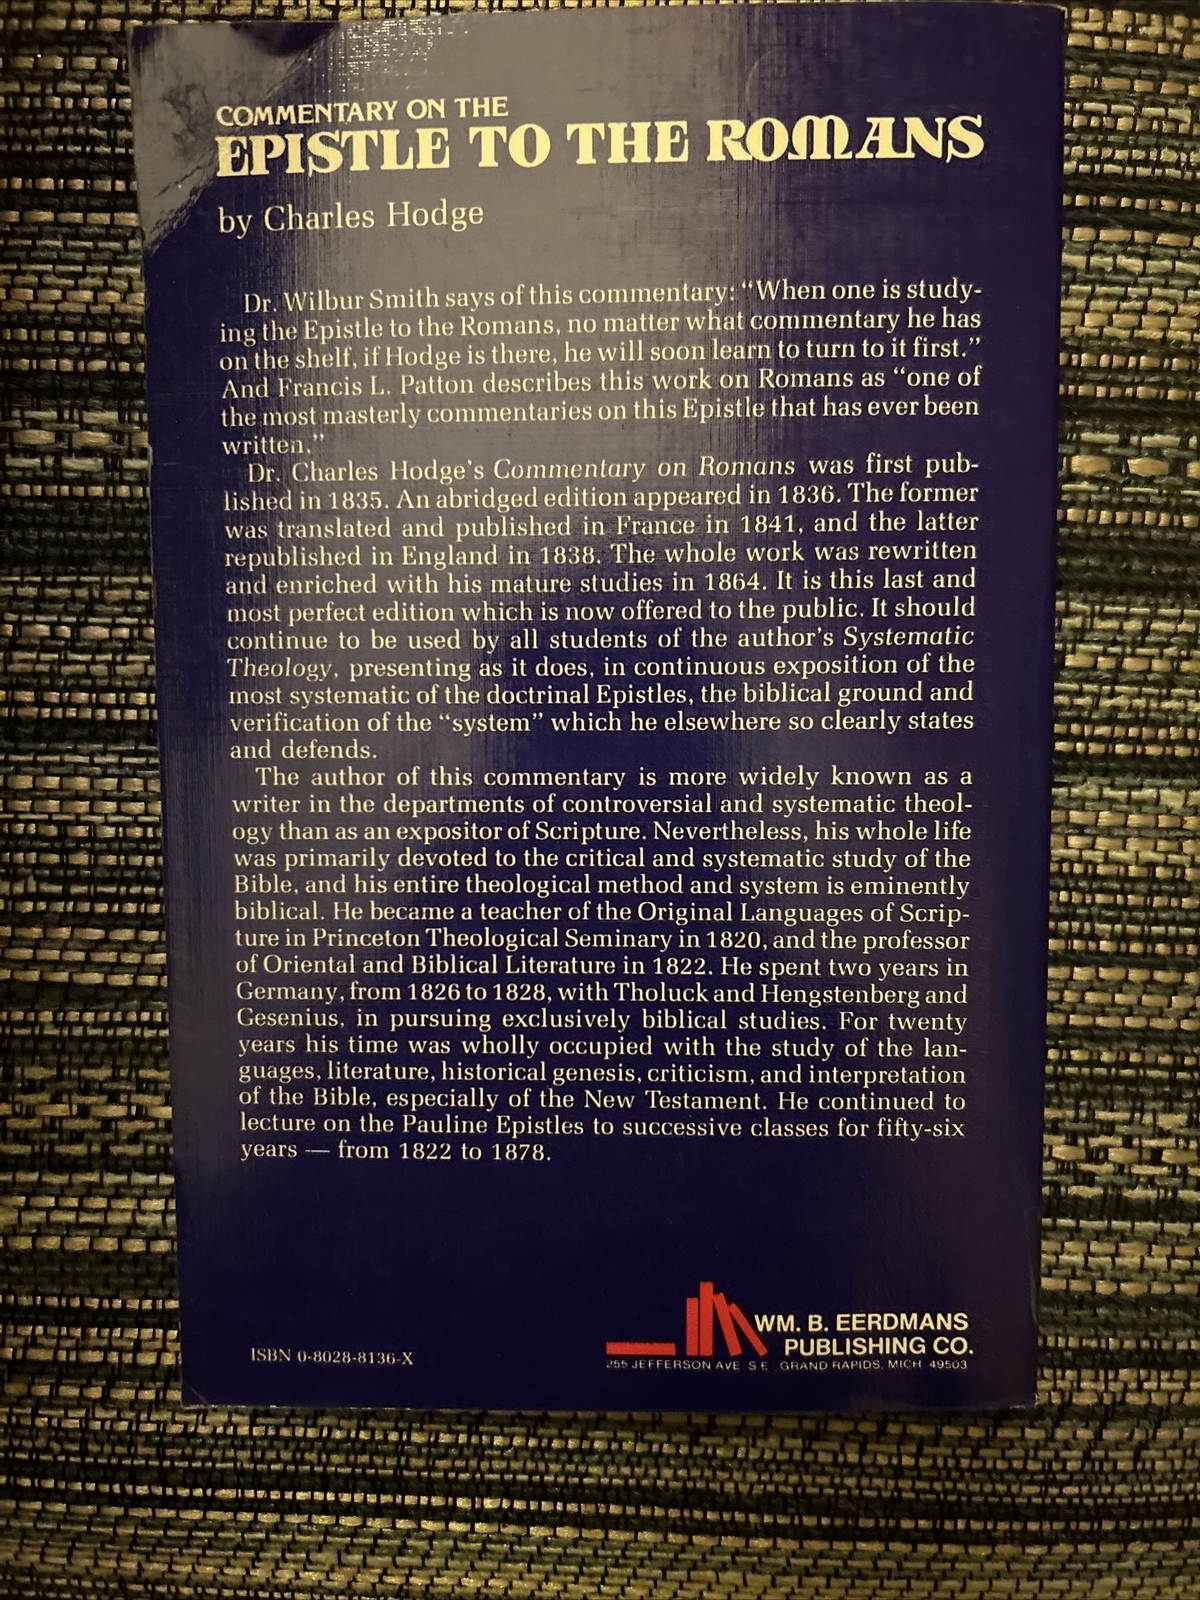 COMMENTARY ON THE
EPISTLE TO THE ROMANS
by Charles Hodge
Dr. Wilbur Smith says of this commentary: “When one is study-
ing the Epistle to the Romans, no matter what commentary he has
on the shelf, if Hodge is there, he will soon learn to turn to it first.”
And Francis L. Patton describes this work on Romans as “one of
the most masterly commentaries on this Epistle that has ever been
written.”
Dr. Charles Hodge’s Commentary on Romans was first pub-
lished in 1835. An abridged edition appeared in 1836. The former
was translated and published in France in 1841, and the latter
republished in England in 1838. The whole work was rewritten
and enriched with his mature studies in 1864. It is this last and
most perfect edition which is now offered to the public. It should
continue to be used by all students of the author’s Systematic
Theology, presenting as it does, in continuous exposition of the
most systematic of the doctrinal Epistles, the biblical ground and
verification of the “system” which he elsewhere so clearly states
and defends.
The author of this commentary is more widely known as a
writer in the departments of controversial and systematic theol-
ogy than as an expositor of Scripture. Nevertheless, his whole life
was primarily devoted to the critical and systematic study of the
Bible, and his entire theological method and system is eminently
biblical. He became a teacher of the Original Languages of Scrip-
ture in Princeton Theological Seminary in 1820, and the professor
of Oriental and Biblical Literature in 1822. He spent two years in
Germany, from 1826 to 1828, with Tholuck and Hengstenberg and
Gesenius, in pursuing exclusively biblical studies. For twenty
years his time was wholly occupied with the study of the lan-
guages, literature, historical genesis, criticism, and interpretation
of the Bible, especially of the New Testament. He continued to
lecture on the Pauline Epistles to successive classes for fifty-six
years — from 1822 to 1878.
WM. B. EERDMANS
PUBLISHING CO.
255 JEFFERSON AVE. S.E. GRAND RAPIDS, MICH. 49503
ISBN 0-8028-8136-X